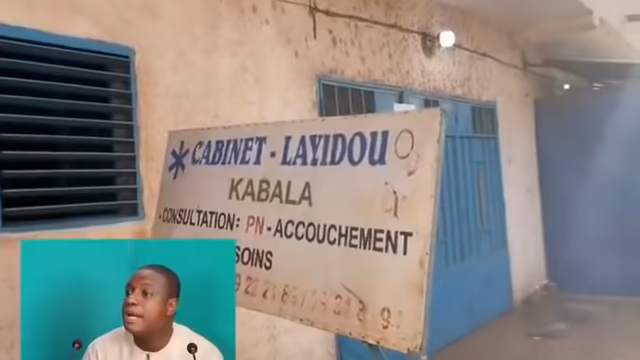 CABINET - LAYIDOU
KABALA
-CONSULTATION: PN - ACCOUCHEMENT
SOINS